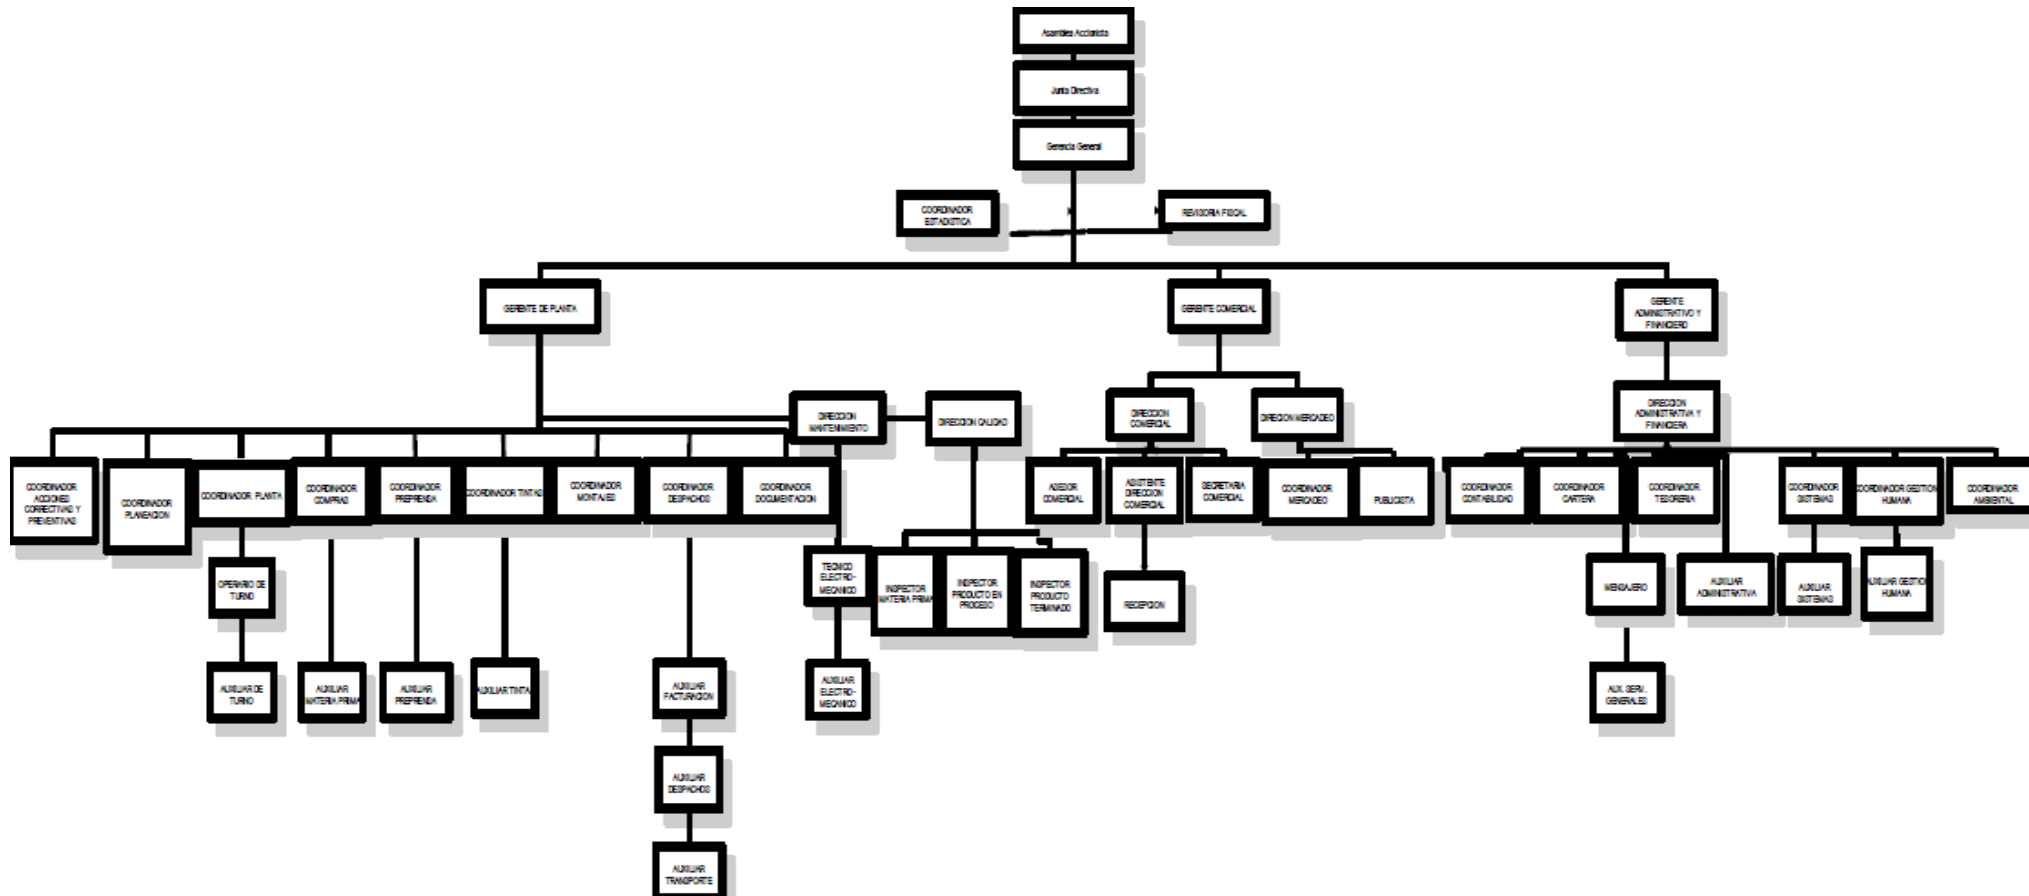 Asamblea Accionista
Junta Directiva
Gerencia General
COORDINADOR
ESTADISTICA
REVISORIA FISCAL
GERENTE DE PLANTA
GERENTE COMERCIAL
GERENTE
ADMINISTRATIVO Y
FINANCIERO
DIRECCION
MANTENIMIENTO
DIRECCION CALIDAD
DIRECCION
COMERCIAL
DIRECION MERCADEO
DIRECCION
ADMINISTRATIVA Y
FINANCIERA
COORDINADOR
ACCIONES
CORRECTIVAS Y
PREVENTIVAS
COORDINADOR
PLANEACION
COORDINADOR PLANTA
COORDINADOR
COMPRAS
COORDINADOR
PREPRENDA
COORDINADOR TINTAS
COORDINADOR
MONTAJES
COORDINADOR
DESPACHOS
COORDINADOR
DOCUMENTACION
ASESOR
COMERCIAL
ASISTENTE
DIRECCION
COMERCIAL
SECRETARIA
COMERCIAL
COORDINADOR
MERCADEO
PUBLICISTA
COORDINADOR
CONTABILIDAD
COORDINADOR
CARTERA
COORDINADOR
TESORERIA
COORDINADOR
SISTEMAS
COORDINADOR GESTION
HUMANA
COORDINADOR
AMBIENTAL
OPERARIO DE
TURNO
TECNICO
ELECTRO-
MECANICO
INSPECTOR
MATERIA PRIMA
INSPECTOR
PRODUCTO EN
PROCESO
INSPECTOR
PRODUCTO
TERMINADO
RECEPCION
MENSAJERO
AUXILIAR
ADMINISTRATIVA
AUXILIAR
SISTEMAS
AUXILIAR GESTION
HUMANA
AUXILIAR DE
TURNO
AUXILIAR
MATERIA PRIMA
AUXILIAR
PREPRENDA
AUXILIAR TINTA
AUXILIAR
FACTURACION
AUXILIAR
ELECTRO-
MECANICO
AUX. SERV.
GENERALES
AUXILIAR
DESPACHOS
AUXILIAR
TRANSPORTE